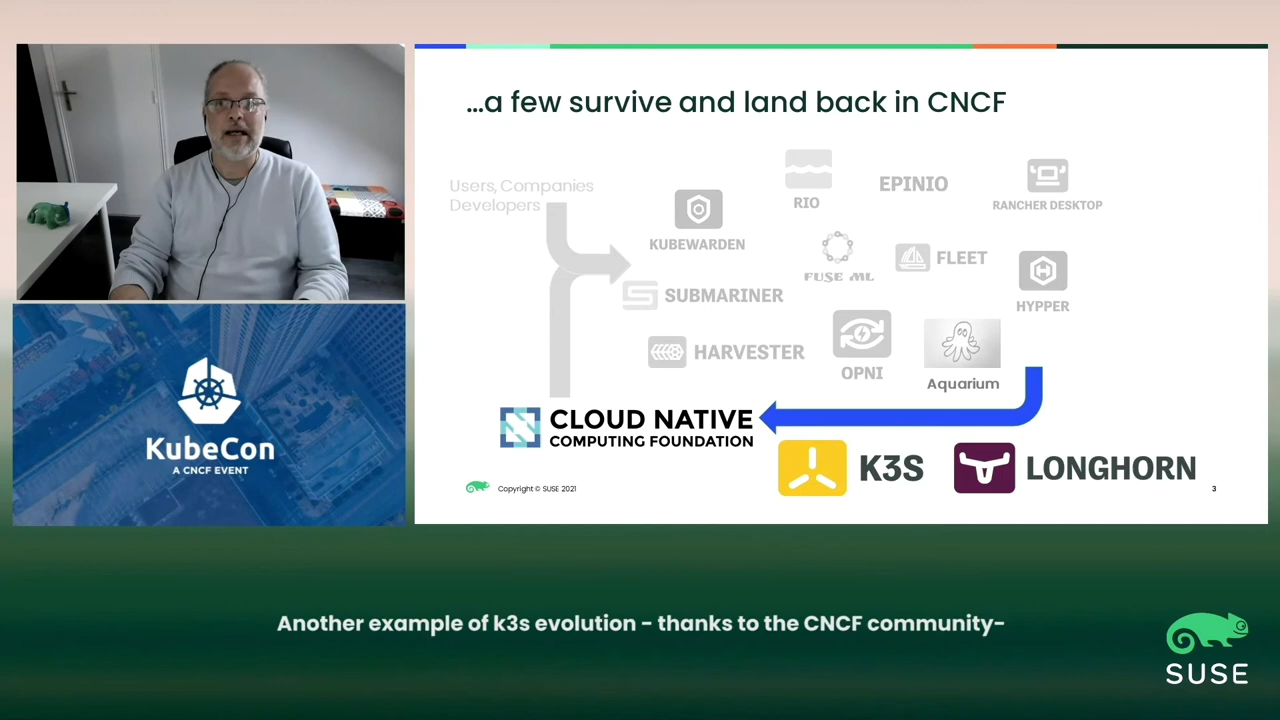 ...a few survive and land back in CNCF
Users, Companies
Developers
RIO
EPINIO
RANCHER DESKTOP
KUBEWARDEN
FUSE ML
FLEET
SUBMARINER
HYPPER
HARVESTER
OPNI
Aquarium
CLOUD NATIVE
COMPUTING FOUNDATION
K3S
LONGHORN
Copyright © SUSE 2021
3
KubeCon
A CNCF EVENT
Another example of k3s evolution - thanks to the CNCF community-
SUSE